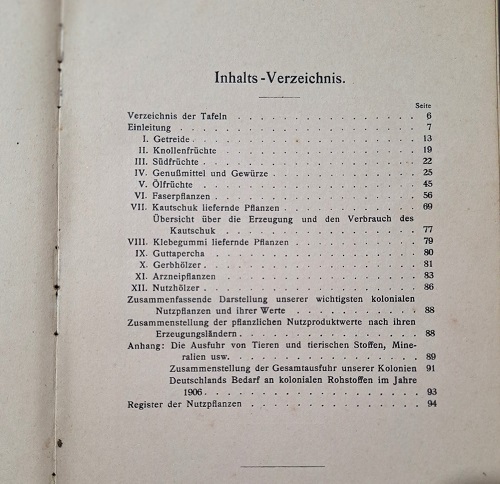 Inhalts-Verzeichnis.
Seite
Verzeichnis der Tafeln . . . . . . . . . . . . . . . . 6
Einleitung . . . . . . . . . . . . . . . . . . . 7
I. Getreide . . . . . . . . . . . . . . . . . . 13
II. Knollenfrüchte . . . . . . . . . . . . . . . . 19
III. Südfrüchte . . . . . . . . . . . . . . . . . 22
IV. Genußmittel und Gewürze . . . . . . . . . . . . 25
V. Ölfrüchte . . . . . . . . . . . . . . . . . . 45
VI. Faserpflanzen . . . . . . . . . . . . . . . . 56
VII. Kautschuk liefernde Pflanzen . . . . . . . . . . . 69
Übersicht über die Erzeugung und den Verbrauch des
Kautschuk . . . . . . . . . . . . . . . . 77
VIII. Klebegummi liefernde Pflanzen . . . . . . . . . . 79
IX. Guttapercha . . . . . . . . . . . . . . . . . 80
X. Gerbhölzer . . . . . . . . . . . . . . . . . 81
XI. Arzneipflanzen . . . . . . . . . . . . . . . . 83
XII. Nutzhölzer . . . . . . . . . . . . . . . . . 86
Zusammenfassende Darstellung unserer wichtigsten kolonialen
Nutzpflanzen und ihrer Werte . . . . . . . . . . . 88
Zusammenstellung der pflanzlichen Nutzproduktwerte nach ihren
Erzeugungsländern . . . . . . . . . . . . . . . 88
Anhang: Die Ausfuhr von Tieren und tierischen Stoffen, Mine-
ralien usw. . . . . . . . . . . . . . . . . 89
Zusammenstellung der Gesamtausfuhr unserer Kolonien 91
Deutschlands Bedarf an kolonialen Rohstoffen im Jahre
1906 . . . . . . . . . . . . . . . . . . 93
Register der Nutzpflanzen . . . . . . . . . . . . . . 94